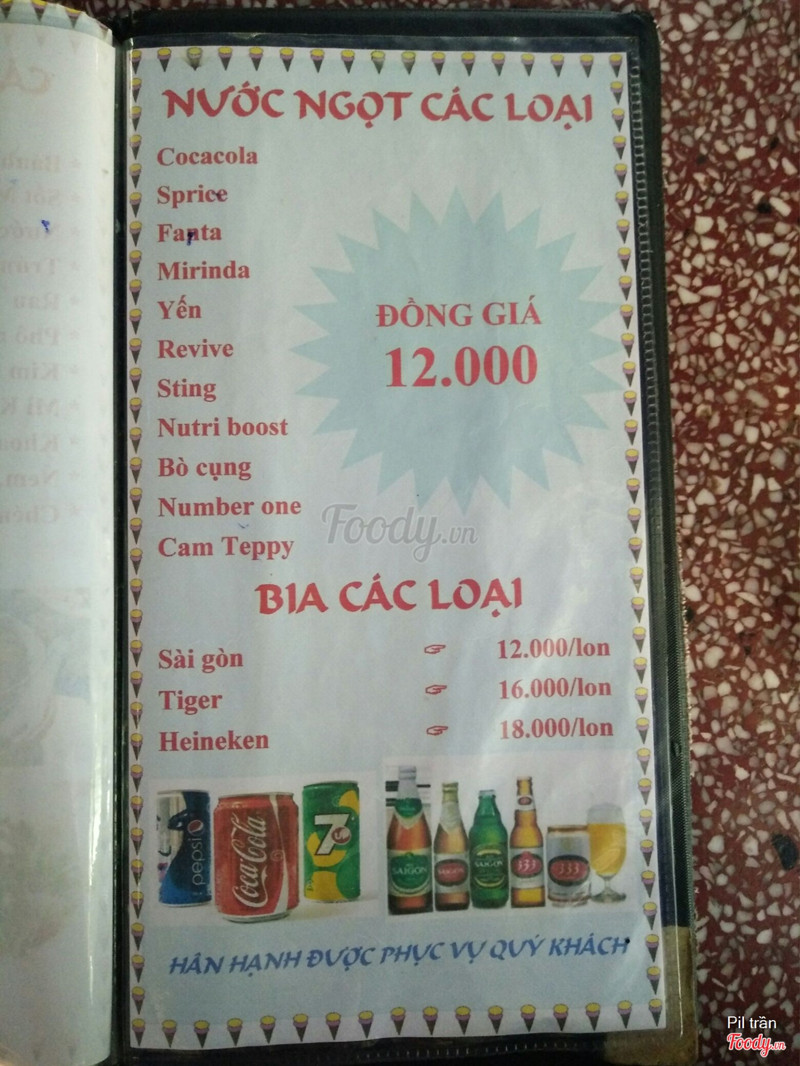 NƯỚC NGỌT CÁC LOẠI
Cocacola
Sprice
Fanta
Mirinda
Yến
Revive
Sting
Nutri boost
Bò cụng
Number one
Cam Teppy
ĐỒNG GIÁ
12.000
Foody.vn
BIA CÁC LOẠI
Sài gòn ☞ 12.000/lon
Tiger ☞ 16.000/lon
Heineken ☞ 18.000/lon
pepsi
Coca-Cola
7
SAIGON
SAIGON
SAIGON
333
333
HÂN HẠNH ĐƯỢC PHỤC VỤ QUÝ KHÁCH
Pil trần
Foody.vn